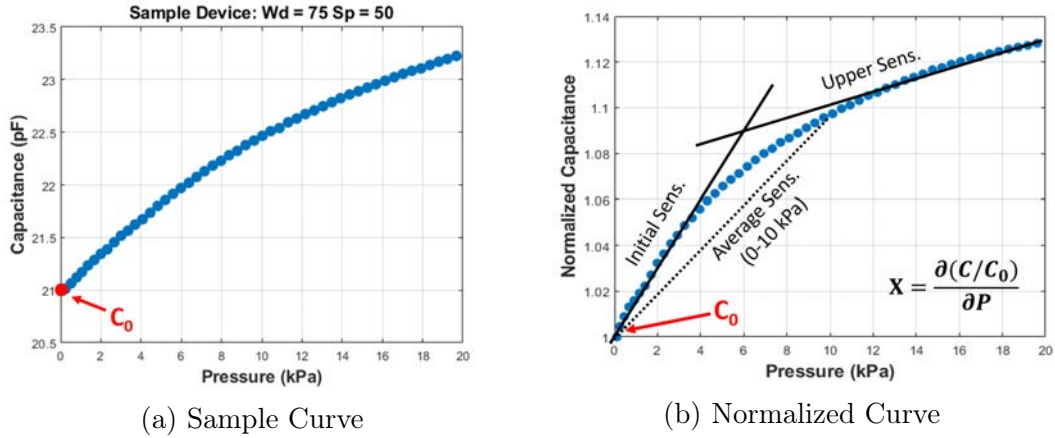 Sample Device: Wd = 75 Sp = 50
23.5
23
22.5
22
21.5
21
20.5
Capacitance (pF)
C₀
0 2 4 6 8 10 12 14 16 18 20
Pressure (kPa)
(a) Sample Curve
1.14
1.12
1.1
1.08
1.06
1.04
1.02
1
Normalized Capacitance
Upper Sens.
Initial Sens.
Average Sens.
(0-10 kPa)
X = ∂(C/C₀) / ∂P
C₀
0 2 4 6 8 10 12 14 16 18 20
Pressure (kPa)
(b) Normalized Curve